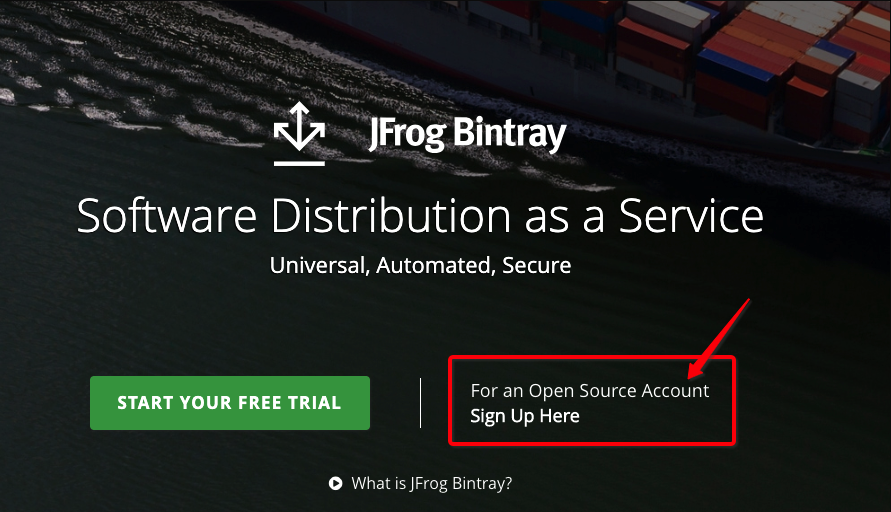 JFrog Bintray
Software Distribution as a Service
Universal, Automated, Secure
START YOUR FREE TRIAL
For an Open Source Account
Sign Up Here
What is JFrog Bintray?